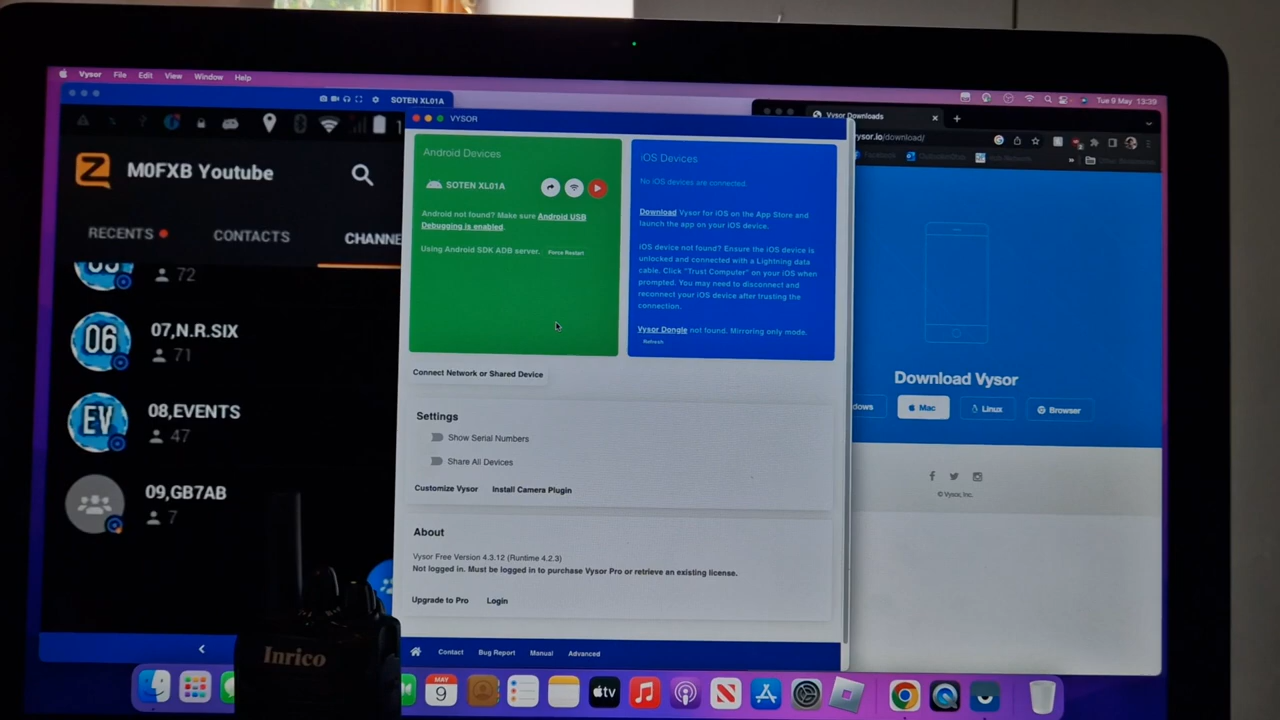 Vysor File Edit View Window Help
Tue 9 May 13:39
SOTEN XL01A
M0FXB Youtube
RECENTS CONTACTS CHANNE
72
06 07,N.R.SIX
71
EV 08,EVENTS
47
09,GB7AB
7
Inrico
VYSOR
Android Devices
SOTEN XL01A
Android not found? Make sure Android USB
Debugging is enabled.
Using Android SDK ADB server. Force Restart
iOS Devices
No iOS devices are connected.
Download Vysor for iOS on the App Store and
launch the app on your iOS device.
iOS device not found? Ensure the iOS device is
unlocked and connected with a Lightning data
cable. Click "Trust Computer" on your iOS when
prompted. You may need to disconnect and
reconnect your iOS device after trusting the
connection.
Vysor Dongle not found. Mirroring only mode.
Refresh
Connect Network or Shared Device
Settings
Show Serial Numbers
Share All Devices
Customize Vysor Install Camera Plugin
About
Vysor Free Version 4.3.12 (Runtime 4.2.3)
Not logged in. Must be logged in to purchase Vysor Pro or retrieve an existing license.
Upgrade to Pro Login
Contact Bug Report Manual Advanced
Vysor Downloads
vysor.io/download/
Facebook
Other Bookmarks
Download Vysor
dows Mac Linux Browser
© Vysor, Inc.
MAY
9
tv